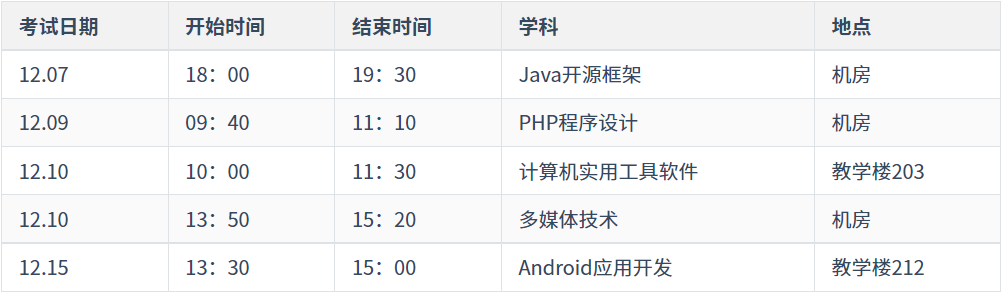 考试日期 开始时间 结束时间 学科 地点
12.07 18：00 19：30 Java开源框架 机房
12.09 09：40 11：10 PHP程序设计 机房
12.10 10：00 11：30 计算机实用工具软件 教学楼203
12.10 13：50 15：20 多媒体技术 机房
12.15 13：30 15：00 Android应用开发 教学楼212